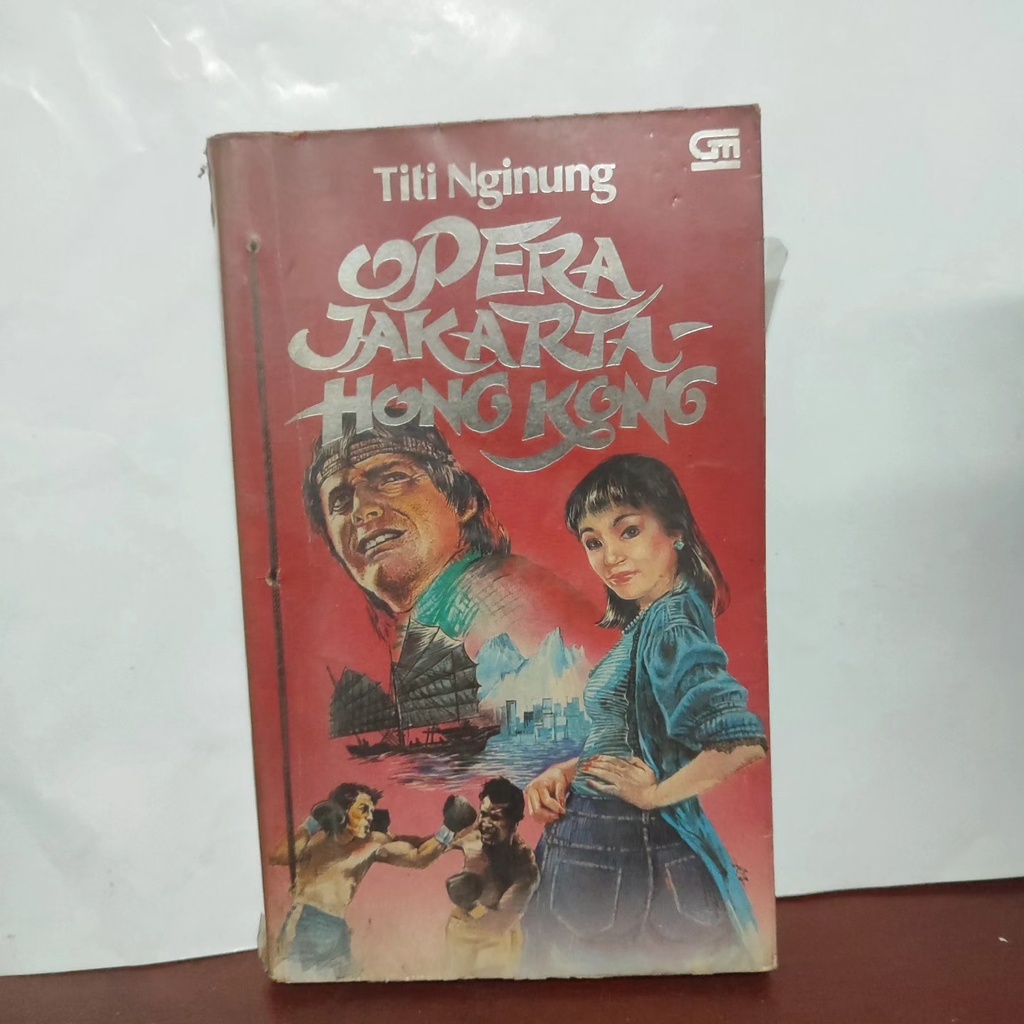 Titi Nginung
GM
OPERA
JAKARTA-
HONG KONG